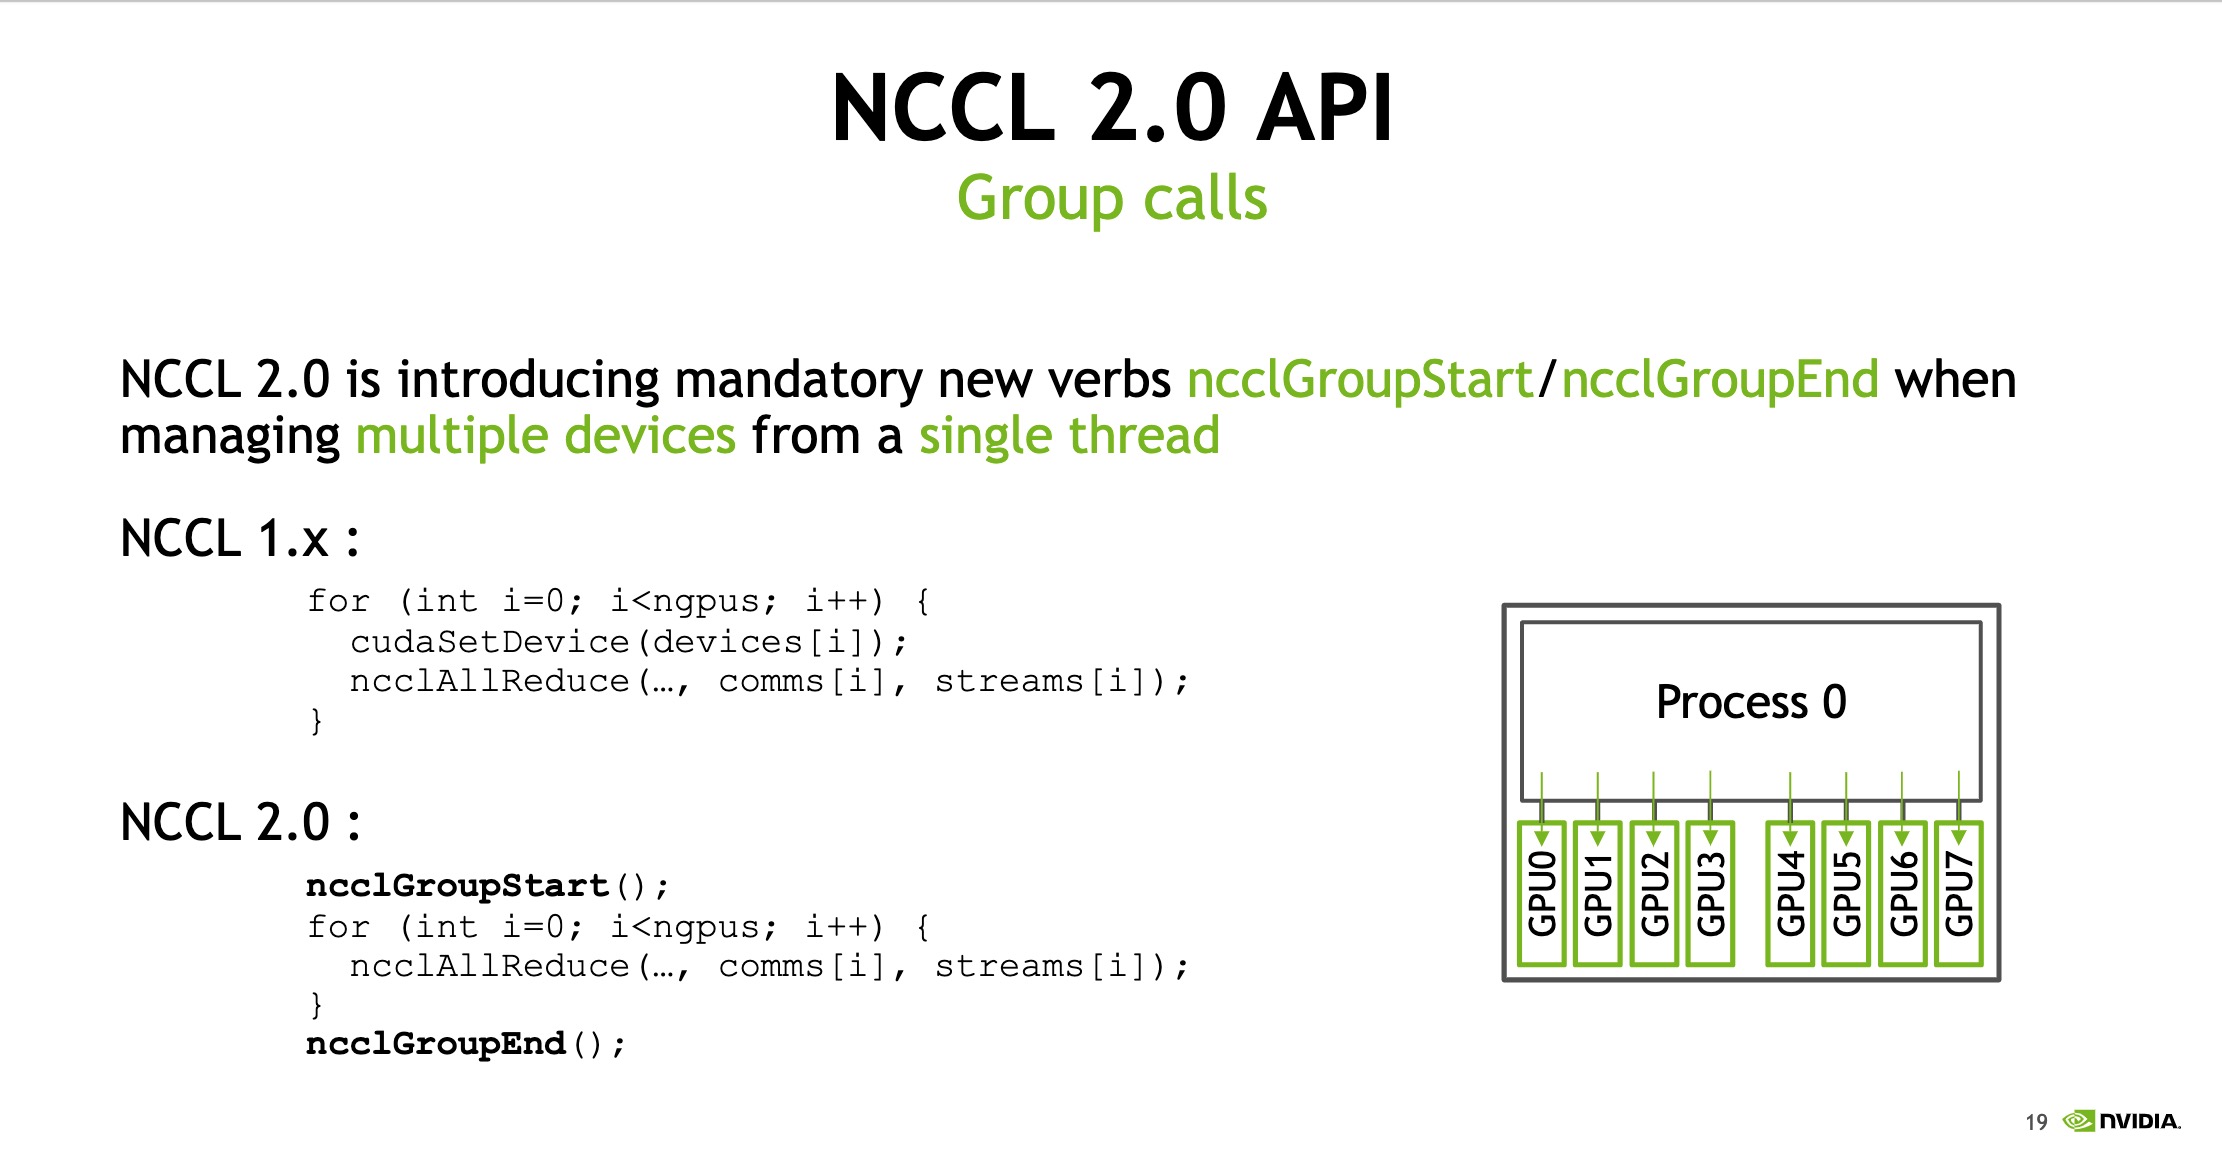 NCCL 2.0 API
Group calls
NCCL 2.0 is introducing mandatory new verbs ncclGroupStart/ncclGroupEnd when
managing multiple devices from a single thread
NCCL 1.x :
for (int i=0; i<ngpus; i++) {
  cudaSetDevice(devices[i]);
  ncclAllReduce(…, comms[i], streams[i]);
}
NCCL 2.0 :
ncclGroupStart();
for (int i=0; i<ngpus; i++) {
  ncclAllReduce(…, comms[i], streams[i]);
}
ncclGroupEnd();
Process 0
GPU0
GPU1
GPU2
GPU3
GPU4
GPU5
GPU6
GPU7
19 NVIDIA.